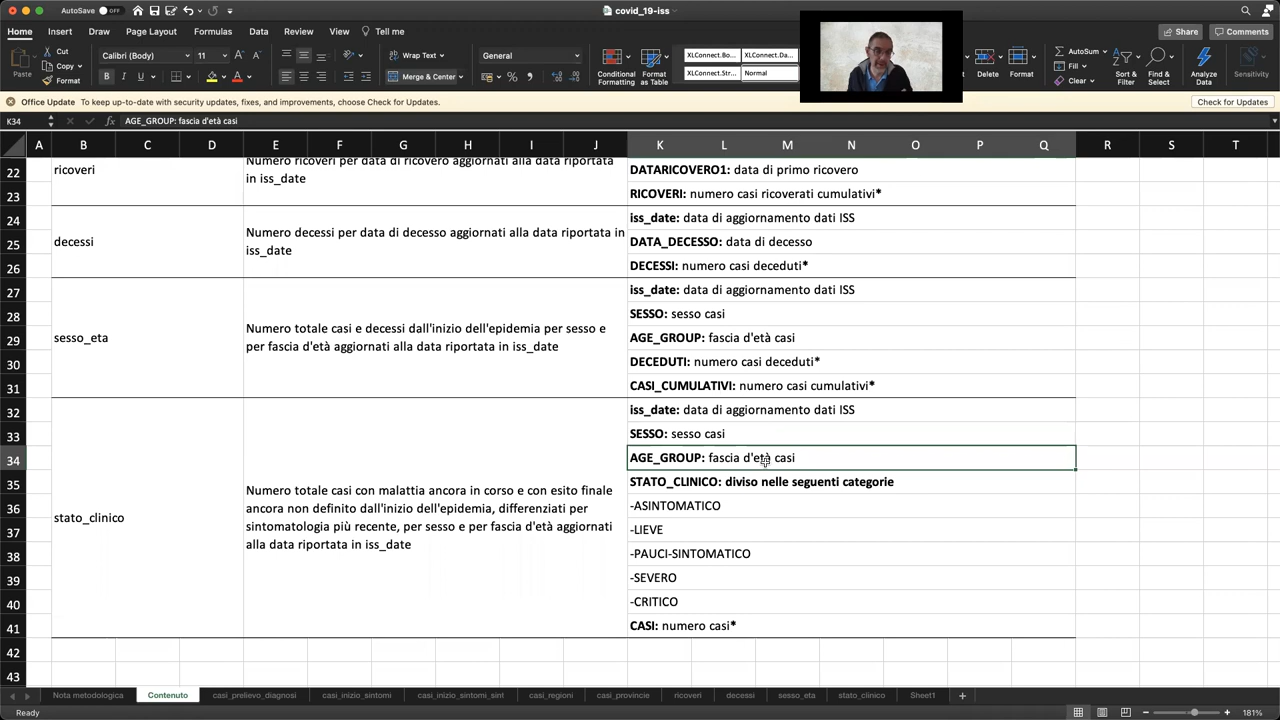 AutoSave OFF
covid_19-iss
Home Insert Draw Page Layout Formulas Data Review View Tell me
Share
Comments
Paste
Cut
Copy
Format
Calibri (Body)
11
B I U
Wrap Text
Merge & Center
General
Conditional Formatting
Format as Table
XLConnect.Bo...
XLConnect.Da...
XLConnect.Str...
Normal
Delete
Format
AutoSum
Fill
Clear
Sort & Filter
Find & Select
Analyze Data
Sensitivity
Office Update To keep up-to-date with security updates, fixes, and improvements, choose Check for Updates.
Check for Updates
K34
fx
AGE_GROUP: fascia d'età casi
A B C D E F G H I J K L M N O P Q R S T
22
23
24
25
26
27
28
29
30
31
32
33
34
35
36
37
38
39
40
41
42
43
ricoveri
Numero ricoveri per data di ricovero aggiornati alla data riportata
in iss_date
DATARICOVERO1: data di primo ricovero
RICOVERI: numero casi ricoverati cumulativi*
decessi
Numero decessi per data di decesso aggiornati alla data riportata in
iss_date
iss_date: data di aggiornamento dati ISS
DATA_DECESSO: data di decesso
DECESSI: numero casi deceduti*
sesso_eta
Numero totale casi e decessi dall'inizio dell'epidemia per sesso e
per fascia d'età aggiornati alla data riportata in iss_date
iss_date: data di aggiornamento dati ISS
SESSO: sesso casi
AGE_GROUP: fascia d'età casi
DECEDUTI: numero casi deceduti*
CASI_CUMULATIVI: numero casi cumulativi*
stato_clinico
Numero totale casi con malattia ancora in corso e con esito finale
ancora non definito dall'inizio dell'epidemia, differenziati per
sintomatologia più recente, per sesso e per fascia d'età aggiornati
alla data riportata in iss_date
iss_date: data di aggiornamento dati ISS
SESSO: sesso casi
AGE_GROUP: fascia d'età casi
STATO_CLINICO: diviso nelle seguenti categorie
-ASINTOMATICO
-LIEVE
-PAUCI-SINTOMATICO
-SEVERO
-CRITICO
CASI: numero casi*
Nota metodologica Contenuto casi_prelievo_diagnosi casi_inizio_sintomi casi_inizio_sintomi_sint casi_regioni casi_provincie ricoveri decessi sesso_eta stato_clinico Sheet1
Ready
181%